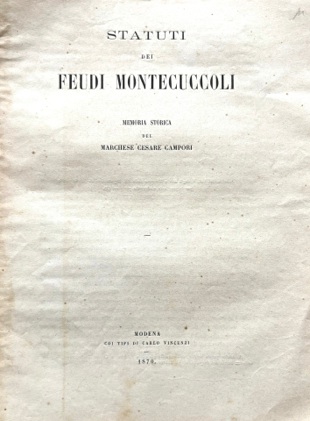 STATUTI
DEI
FEUDI MONTECUCCOLI
MEMORIA STORICA
DEL
MARCHESE CESARE CAMPORI
MODENA
COI TIPI DI CARLO VINCENZI
1876.